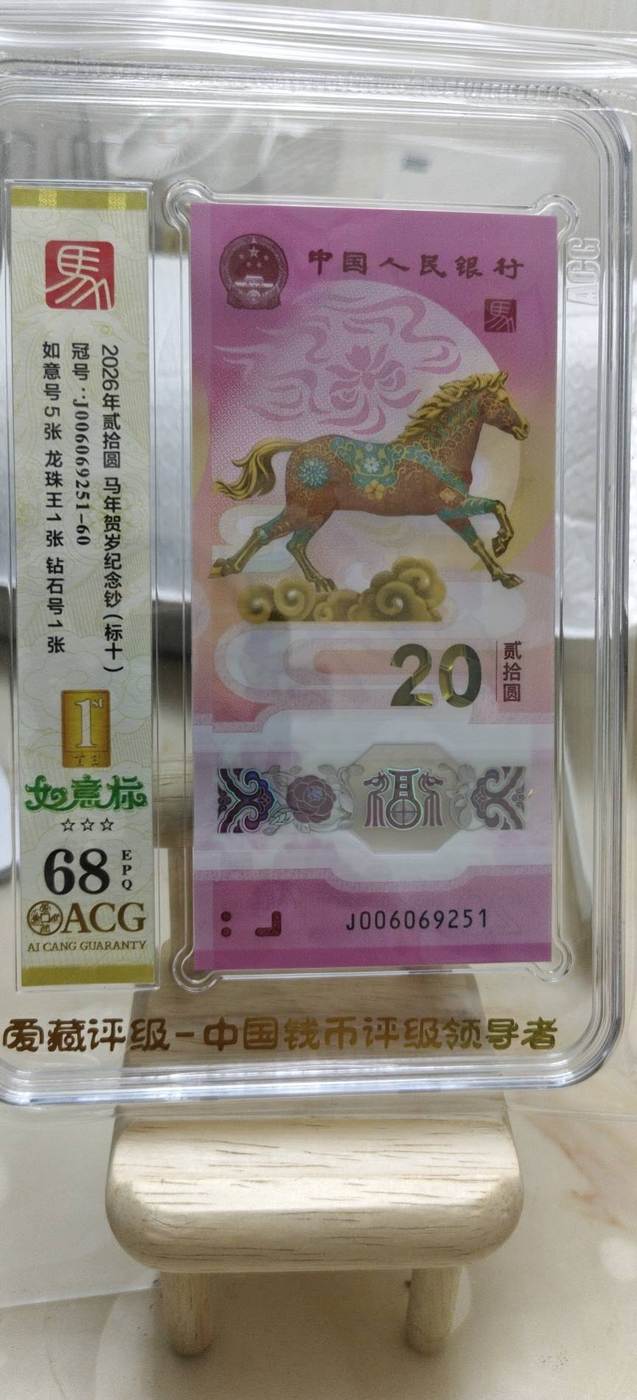 馬
2026年贰拾圆 马年贺岁纪念钞(标十)
冠号:J006069251-60
如意号5张 龙珠王1张 钻石号1张
1st
如意标
☆☆☆
68
EPQ
ACG
AI CANG GUARANTY
中国人民银行
馬
20
贰拾圆
福
J006069251
ACG
爱藏评级-中国钱币评级领导者